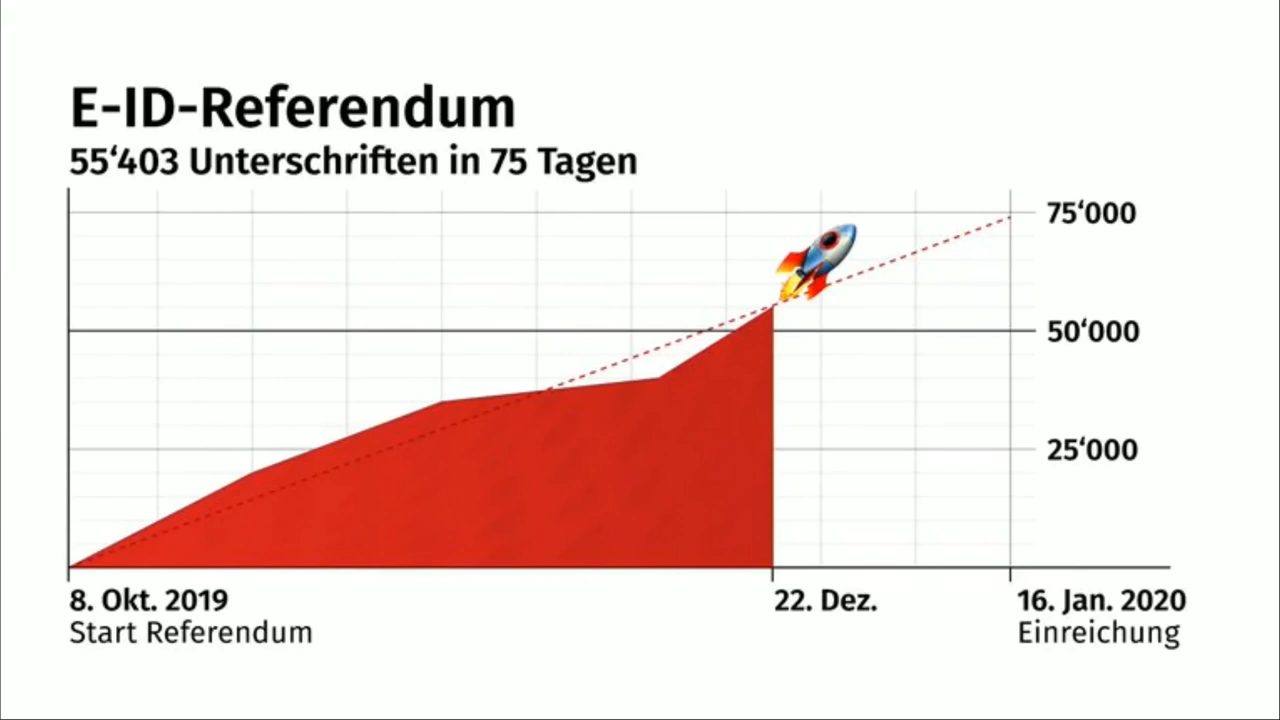 E-ID-Referendum
55‘403 Unterschriften in 75 Tagen
75‘000
50‘000
25‘000
8. Okt. 2019
Start Referendum
22. Dez.
16. Jan. 2020
Einreichung